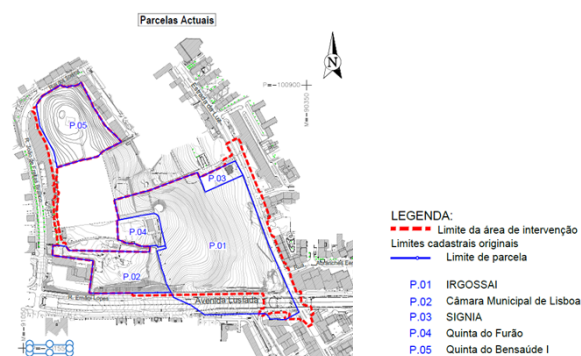 Parcelas Actuais
N
P.05
P.03
P.04
P.01
P.02
Avenida Lusíada
LEGENDA:
Limite da área de intervenção
Limites cadastrais originais
Limite de parcela
P.01 IRGOSSAI
P.02 Câmara Municipal de Lisboa
P.03 SIGNIA
P.04 Quinta do Furão
P.05 Quinta do Bensaúde I